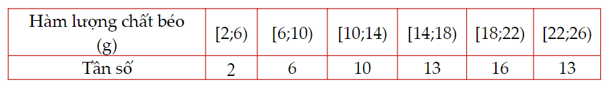 Hàm lượng chất béo (g) [2;6) [6;10) [10;14) [14;18) [18;22) [22;26)
Tần số 2 6 10 13 16 13